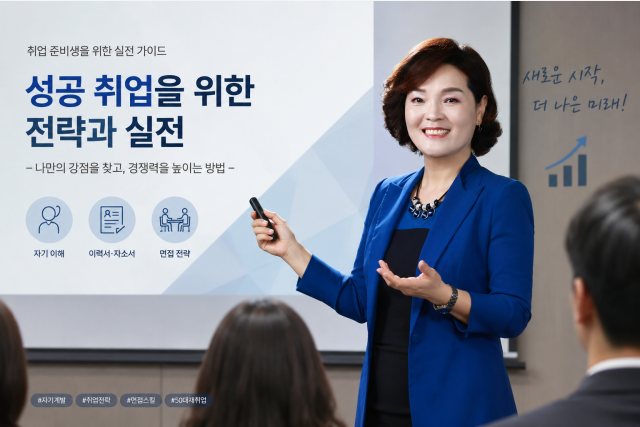 취업 준비생을 위한 실전 가이드
성공 취업을 위한
전략과 실전
– 나만의 강점을 찾고, 경쟁력을 높이는 방법 –
자기 이해
이력서·자소서
면접 전략
새로운 시작,
더 나은 미래!
#자기계발
#취업전략
#면접스킬
#50대재취업